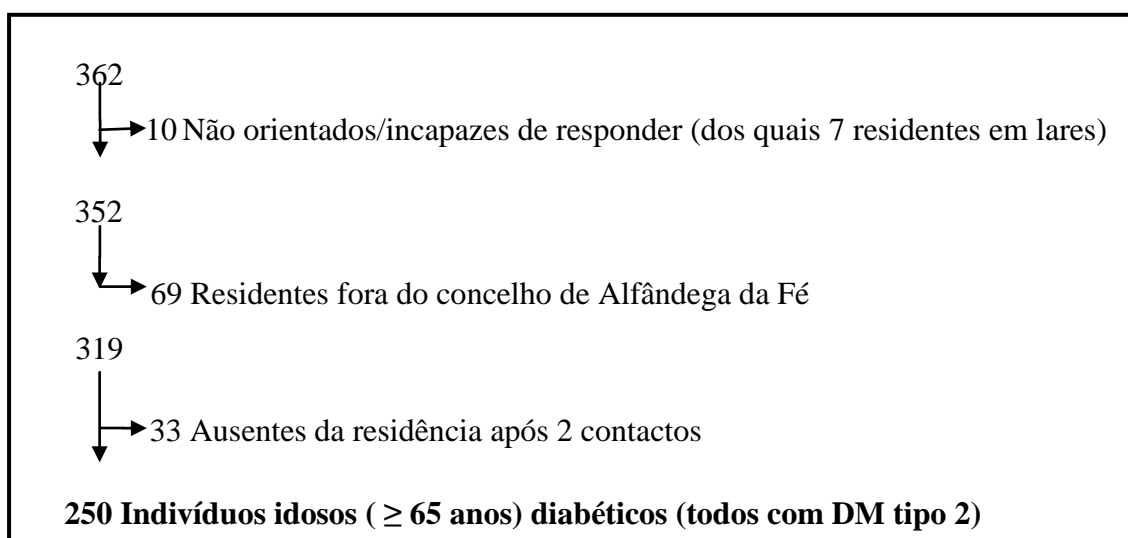 362
10 Não orientados/incapazes de responder (dos quais 7 residentes em lares)
352
69 Residentes fora do concelho de Alfândega da Fé
319
33 Ausentes da residência após 2 contactos
250 Indivíduos idosos ( ≥ 65 anos) diabéticos (todos com DM tipo 2)